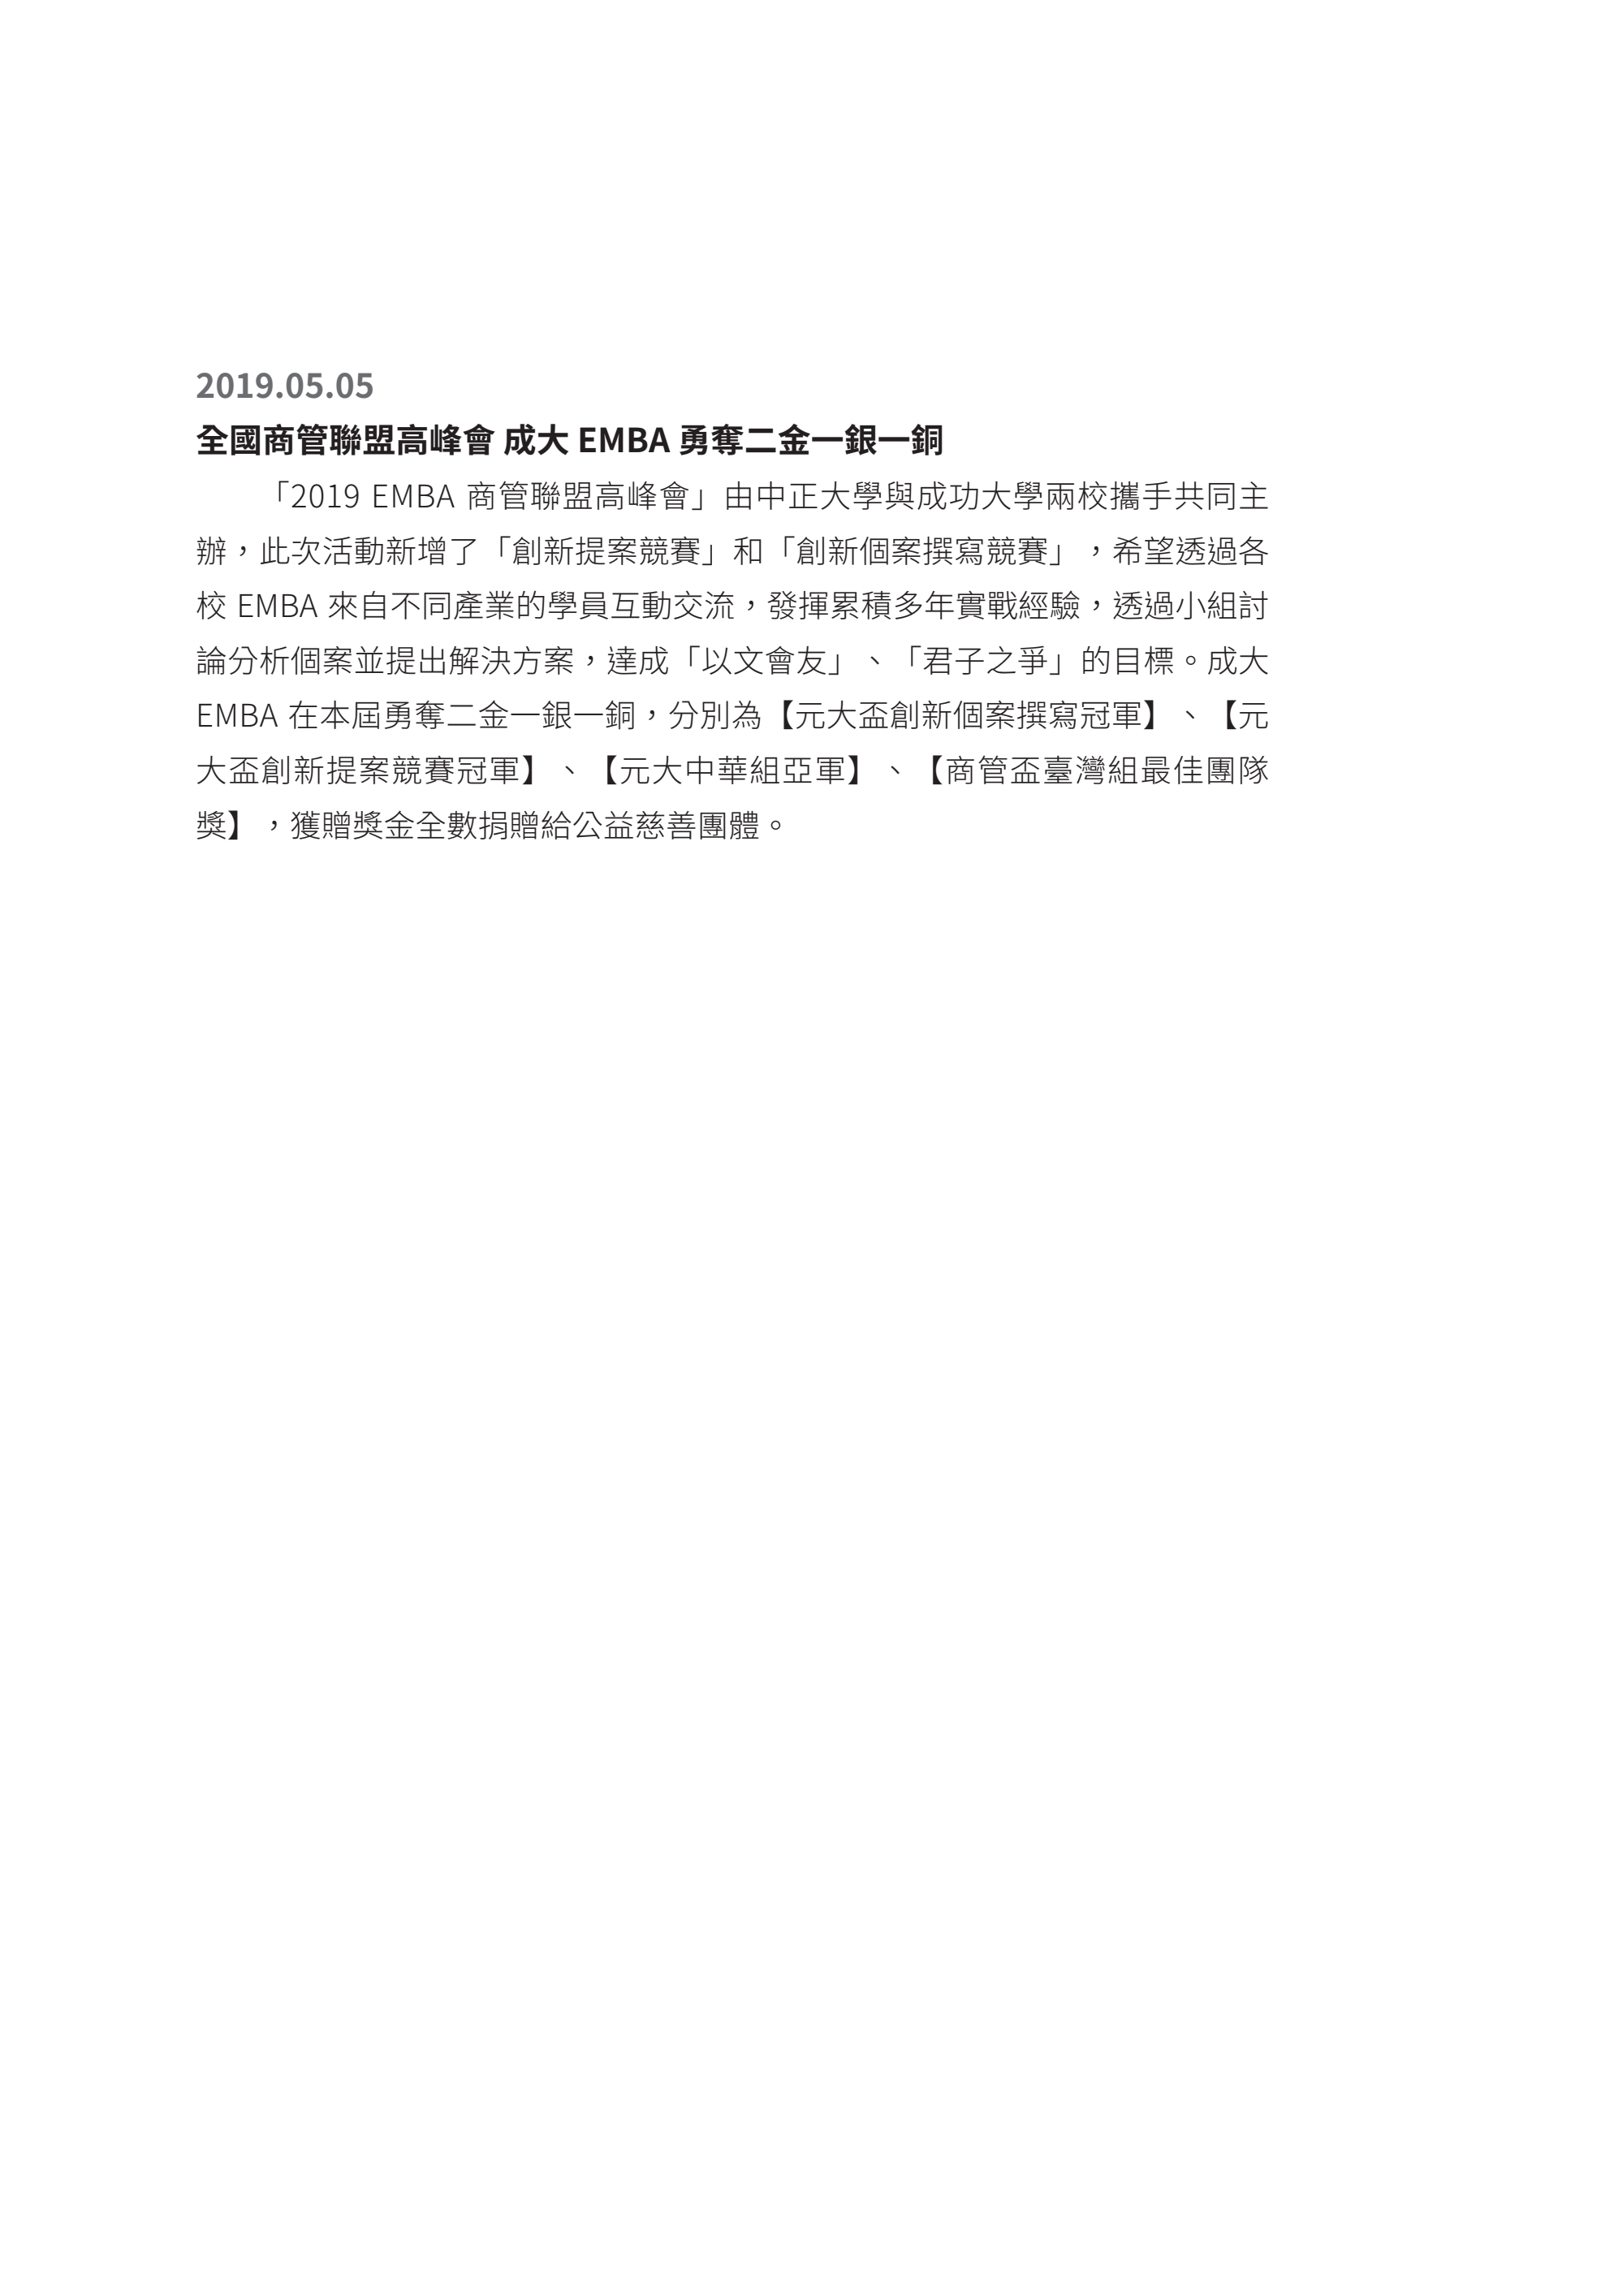 2019.05.05
全國商管聯盟高峰會 成大 EMBA 勇奪二金一銀一銅
「2019 EMBA 商管聯盟高峰會」由中正大學與成功大學兩校攜手共同主
辦，此次活動新增了「創新提案競賽」和「創新個案撰寫競賽」，希望透過各
校 EMBA 來自不同產業的學員互動交流，發揮累積多年實戰經驗，透過小組討
論分析個案並提出解決方案，達成「以文會友」、「君子之爭」的目標。成大
EMBA 在本屆勇奪二金一銀一銅，分別為【元大盃創新個案撰寫冠軍】、【元
大盃創新提案競賽冠軍】、【元大中華組亞軍】、【商管盃臺灣組最佳團隊
獎】，獲贈獎金全數捐贈給公益慈善團體。